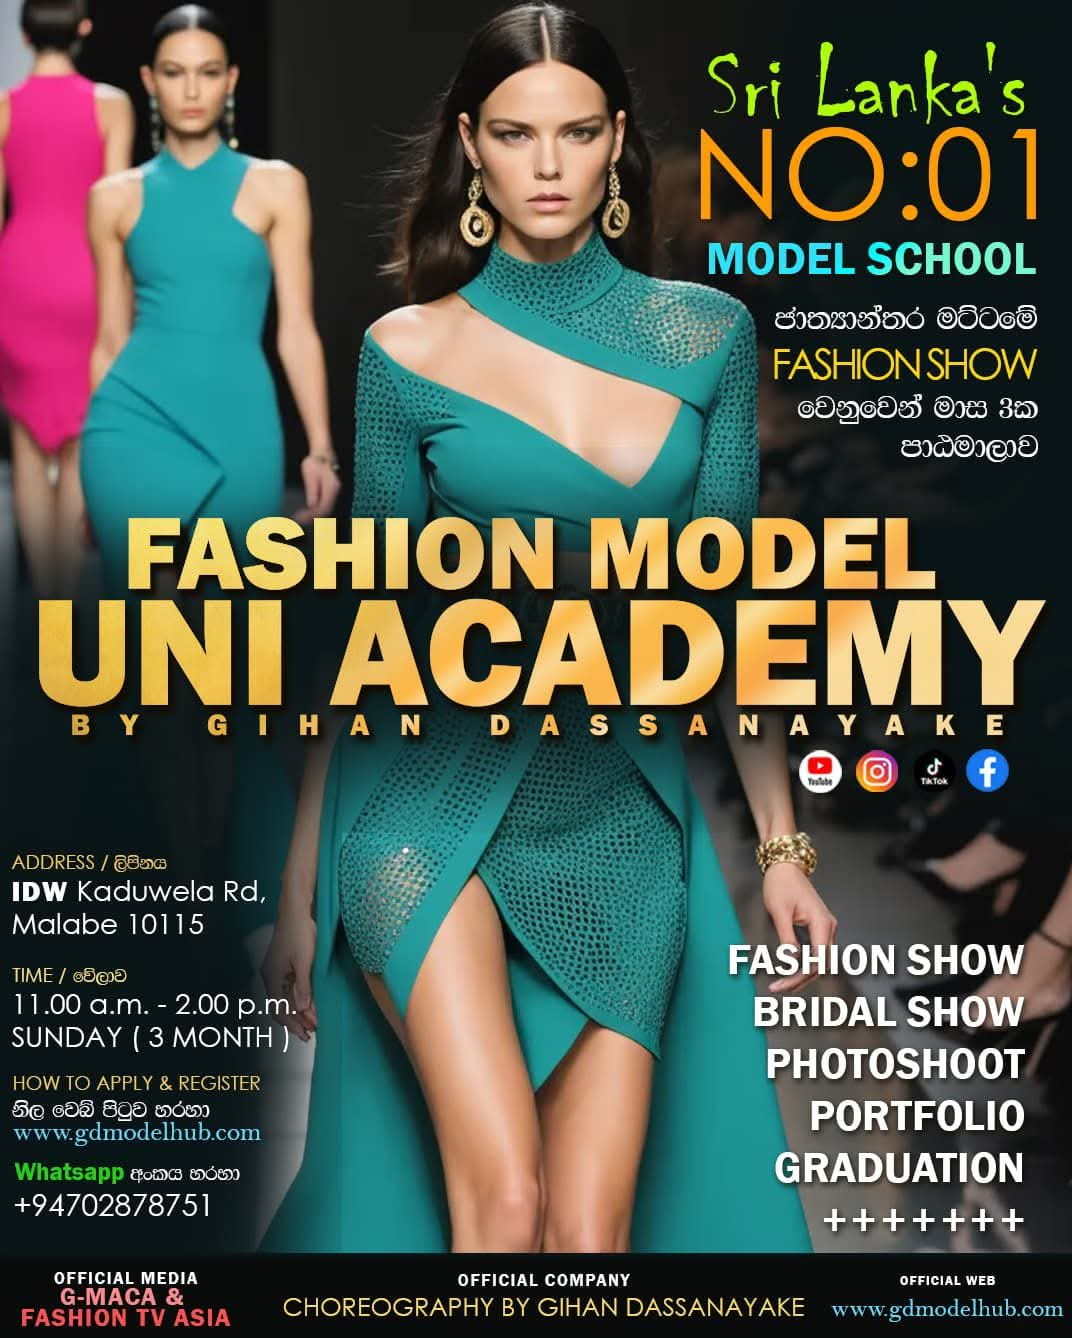 Sri Lanka's
NO:01
MODEL SCHOOL
ජාත්‍යාන්තර මට්ටමේ
FASHION SHOW
වෙනුවෙන් මාස 3ක
පාඨමාලාව
FASHION MODEL
UNI ACADEMY
BY GIHAN DASSANAYAKE
YouTube
TikTok
ADDRESS / ලිපිනය
IDW Kaduwela Rd,
Malabe 10115
TIME / වේලාව
11.00 a.m. - 2.00 p.m.
SUNDAY ( 3 MONTH )
HOW TO APPLY & REGISTER
නිල වෙබ් පිටුව හරහා
www.gdmodelhub.com
Whatsapp අංකය හරහා
+94702878751
FASHION SHOW
BRIDAL SHOW
PHOTOSHOOT
PORTFOLIO
GRADUATION
+++++++
OFFICIAL MEDIA
G-MACA &
FASHION TV ASIA
OFFICIAL COMPANY
CHOREOGRAPHY BY GIHAN DASSANAYAKE
OFFICIAL WEB
www.gdmodelhub.com